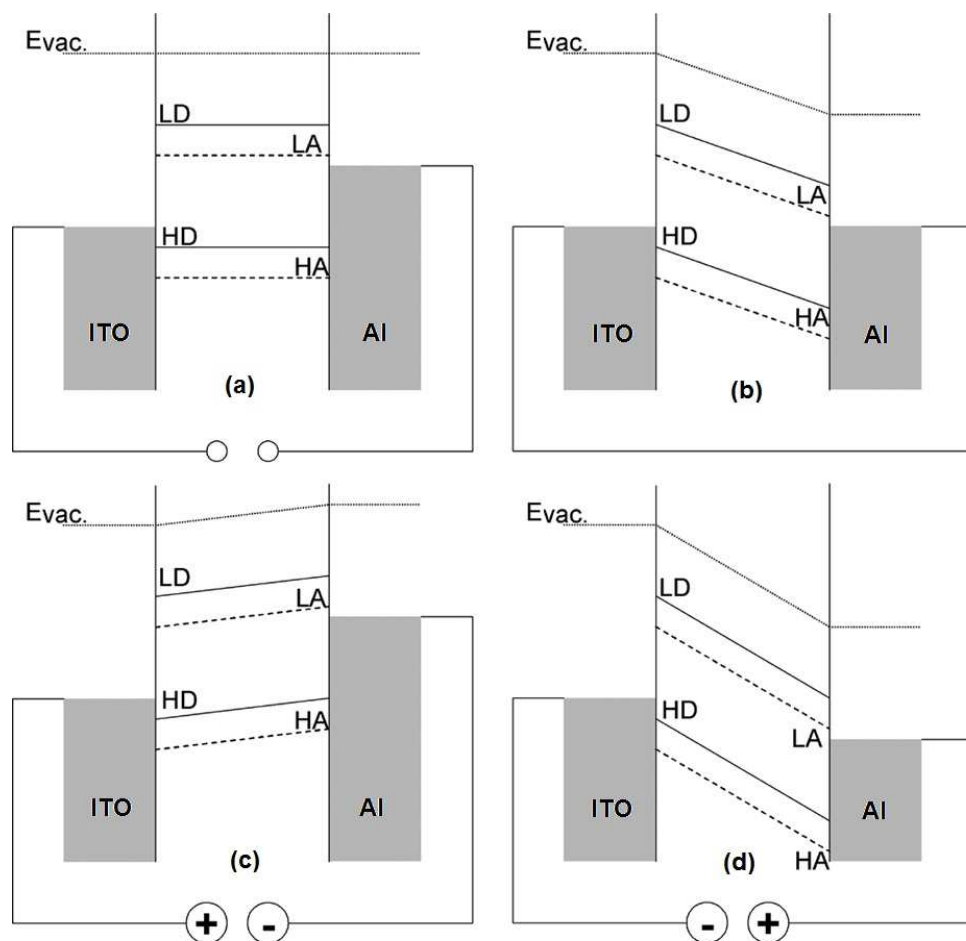 Evac.
LD
LA
HD
HA
ITO
Al
(a)
Evac.
LD
LA
HD
HA
ITO
Al
(b)
Evac.
LD
LA
HD
HA
ITO
Al
(c)
+ -
Evac.
LD
LA
HD
HA
ITO
Al
(d)
- +